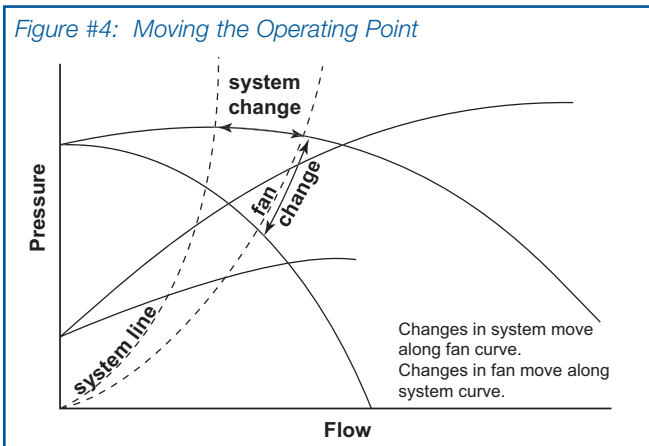 Figure #4: Moving the Operating Point
system
change
Pressure
fan
change
system line
Changes in system move
along fan curve.
Changes in fan move along
system curve.
Flow